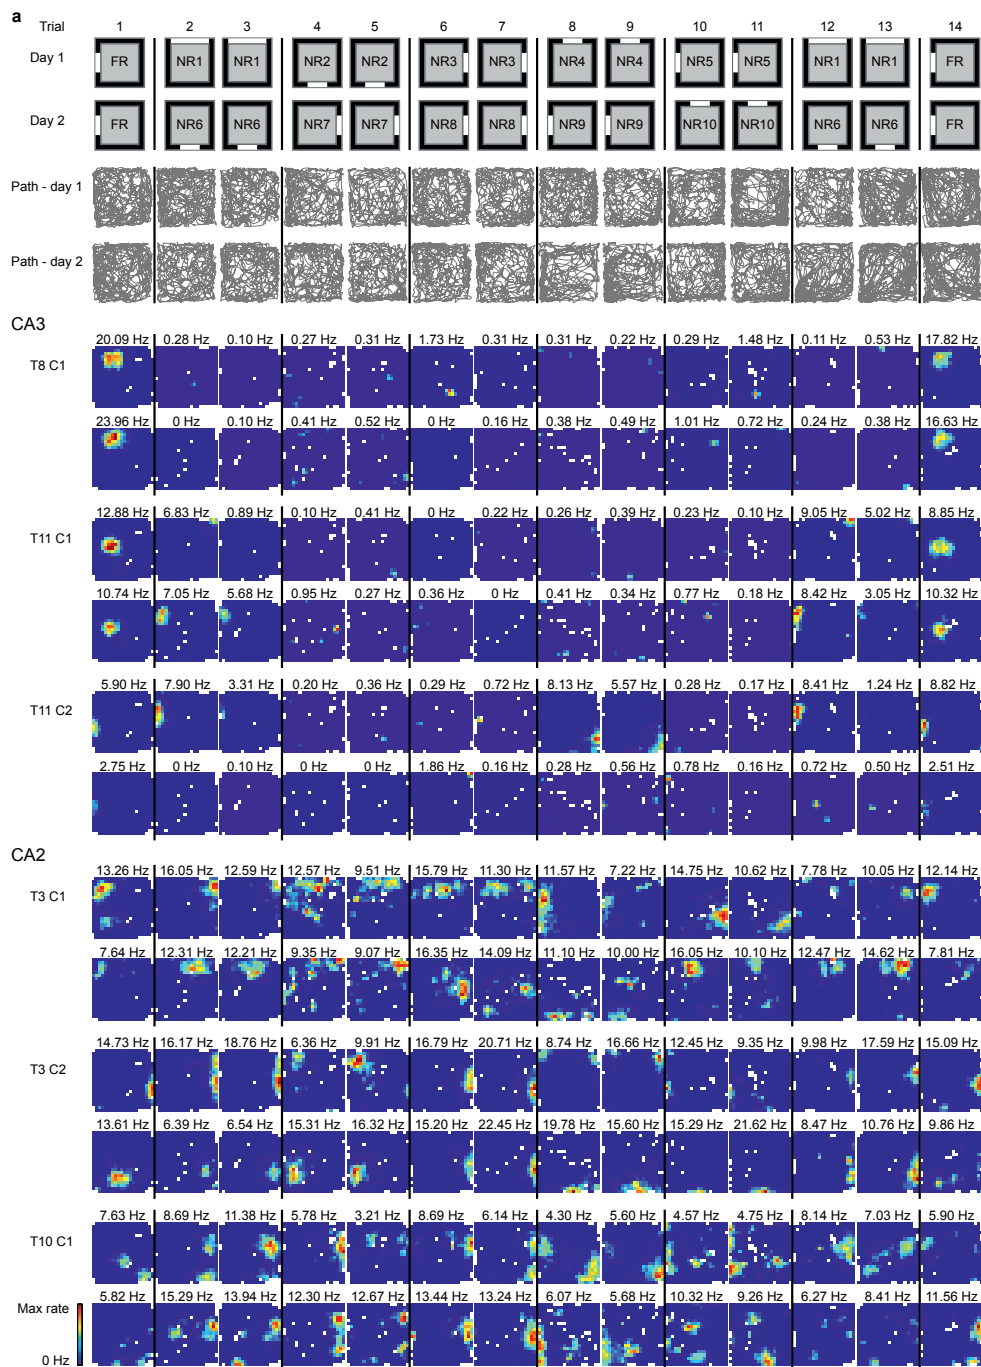 a
Trial 1 2 3 4 5 6 7 8 9 10 11 12 13 14
Day 1 FR NR1 NR1 NR2 NR2 NR3 NR3 NR4 NR4 NR5 NR5 NR1 NR1 FR
Day 2 FR NR6 NR6 NR7 NR7 NR8 NR8 NR9 NR9 NR10 NR10 NR6 NR6 FR
Path - day 1
Path - day 2
CA3
20.09 Hz 0.28 Hz 0.10 Hz 0.27 Hz 0.31 Hz 1.73 Hz 0.31 Hz 0.31 Hz 0.22 Hz 0.29 Hz 1.48 Hz 0.11 Hz 0.53 Hz 17.82 Hz
T8 C1
23.96 Hz 0 Hz 0.10 Hz 0.41 Hz 0.52 Hz 0 Hz 0.16 Hz 0.38 Hz 0.49 Hz 1.01 Hz 0.72 Hz 0.24 Hz 0.38 Hz 16.63 Hz
12.88 Hz 6.83 Hz 0.89 Hz 0.10 Hz 0.41 Hz 0 Hz 0.22 Hz 0.26 Hz 0.39 Hz 0.23 Hz 0.10 Hz 9.05 Hz 5.02 Hz 8.85 Hz
T11 C1
10.74 Hz 7.05 Hz 5.68 Hz 0.95 Hz 0.27 Hz 0.36 Hz 0 Hz 0.41 Hz 0.34 Hz 0.77 Hz 0.18 Hz 8.42 Hz 3.05 Hz 10.32 Hz
5.90 Hz 7.90 Hz 3.31 Hz 0.20 Hz 0.36 Hz 0.29 Hz 0.72 Hz 8.13 Hz 5.57 Hz 0.28 Hz 0.17 Hz 8.41 Hz 1.24 Hz 8.82 Hz
T11 C2
2.75 Hz 0 Hz 0.10 Hz 0 Hz 0 Hz 1.86 Hz 0.16 Hz 0.28 Hz 0.56 Hz 0.78 Hz 0.16 Hz 0.72 Hz 0.50 Hz 2.51 Hz
CA2
13.26 Hz 16.05 Hz 12.59 Hz 12.57 Hz 9.51 Hz 15.79 Hz 11.30 Hz 11.57 Hz 7.22 Hz 14.75 Hz 10.62 Hz 7.78 Hz 10.05 Hz 12.14 Hz
T3 C1
7.64 Hz 12.31 Hz 12.21 Hz 9.35 Hz 9.07 Hz 16.35 Hz 14.09 Hz 11.10 Hz 10.00 Hz 16.05 Hz 10.10 Hz 12.47 Hz 14.62 Hz 7.81 Hz
14.73 Hz 16.17 Hz 18.76 Hz 6.36 Hz 9.91 Hz 16.79 Hz 20.71 Hz 8.74 Hz 16.66 Hz 12.45 Hz 9.35 Hz 9.98 Hz 17.59 Hz 15.09 Hz
T3 C2
13.61 Hz 6.39 Hz 6.54 Hz 15.31 Hz 16.32 Hz 15.20 Hz 22.45 Hz 19.78 Hz 15.60 Hz 15.29 Hz 21.62 Hz 8.47 Hz 10.76 Hz 9.86 Hz
7.63 Hz 8.69 Hz 11.38 Hz 5.78 Hz 3.21 Hz 8.69 Hz 6.14 Hz 4.30 Hz 5.60 Hz 4.57 Hz 4.75 Hz 8.14 Hz 7.03 Hz 5.90 Hz
T10 C1
5.82 Hz 15.29 Hz 13.94 Hz 12.30 Hz 12.67 Hz 13.44 Hz 13.24 Hz 6.07 Hz 5.68 Hz 10.32 Hz 9.26 Hz 6.27 Hz 8.41 Hz 11.56 Hz
Max rate
0 Hz